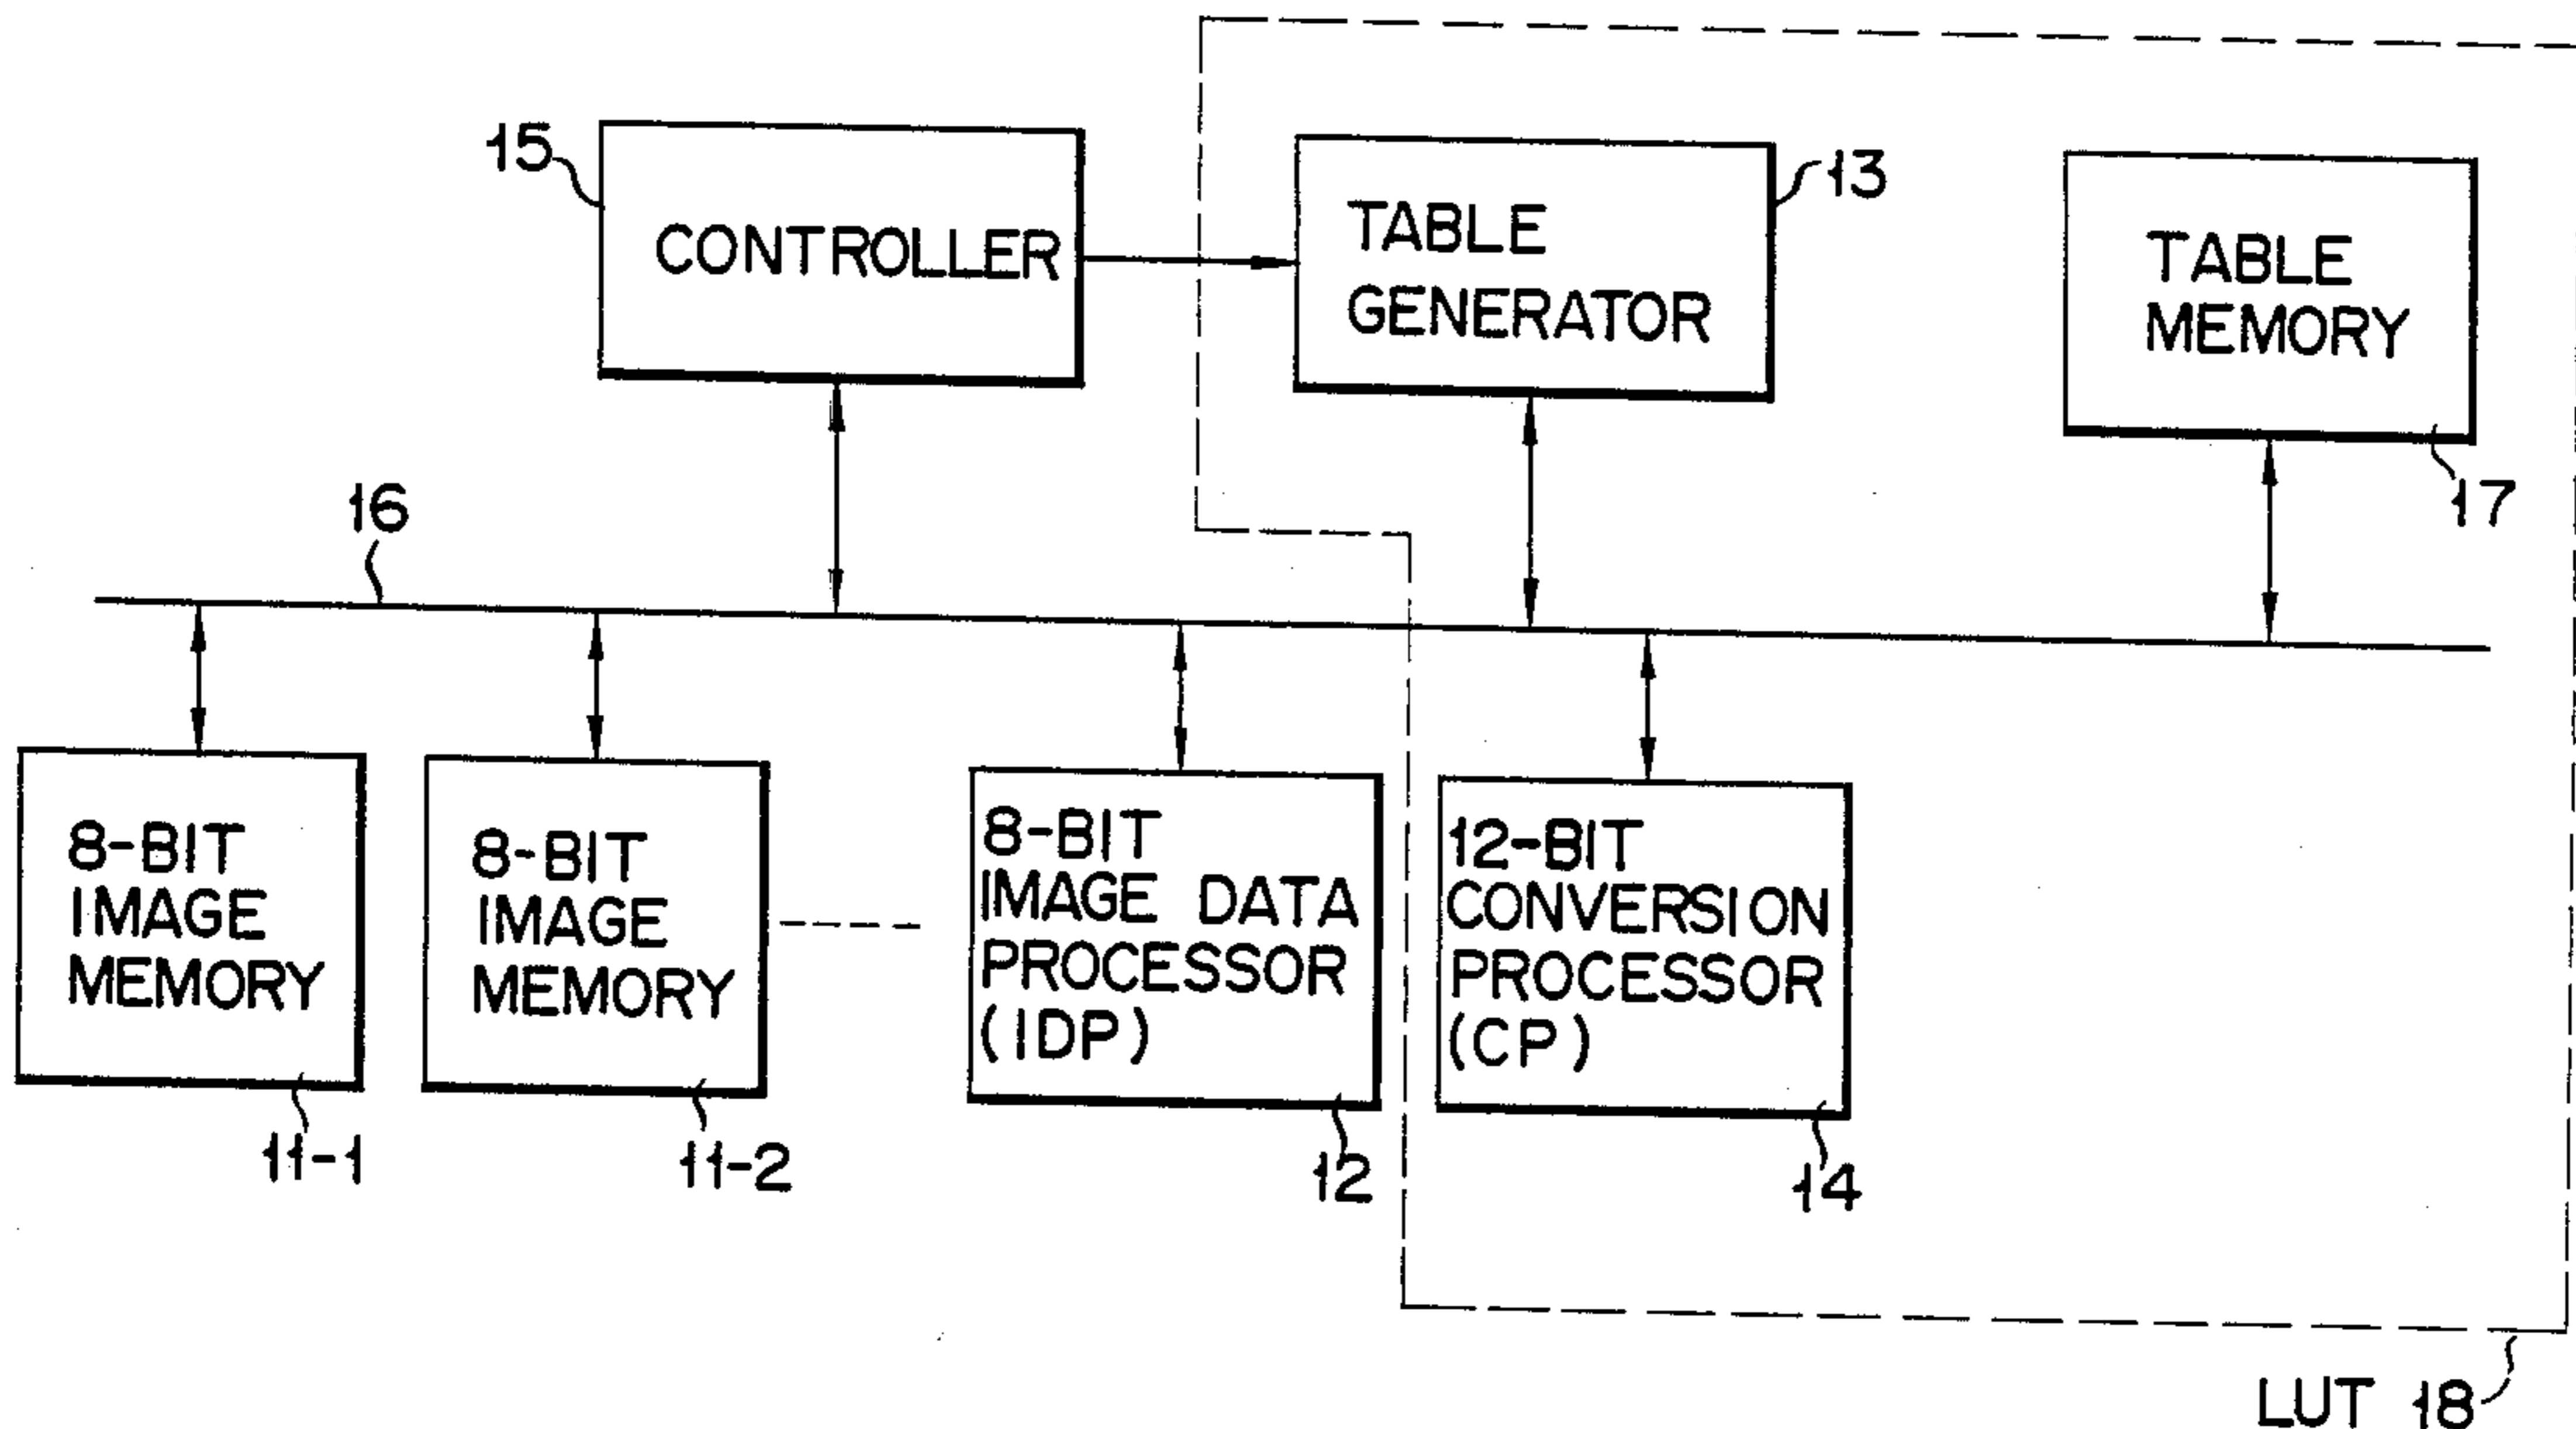 15
CONTROLLER
TABLE
GENERATOR
13
TABLE
MEMORY
17
16
8-BIT
IMAGE
MEMORY
11-1
8-BIT
IMAGE
MEMORY
11-2
8-BIT
IMAGE DATA
PROCESSOR
(IDP)
12
12-BIT
CONVERSION
PROCESSOR
(CP)
14
LUT 18